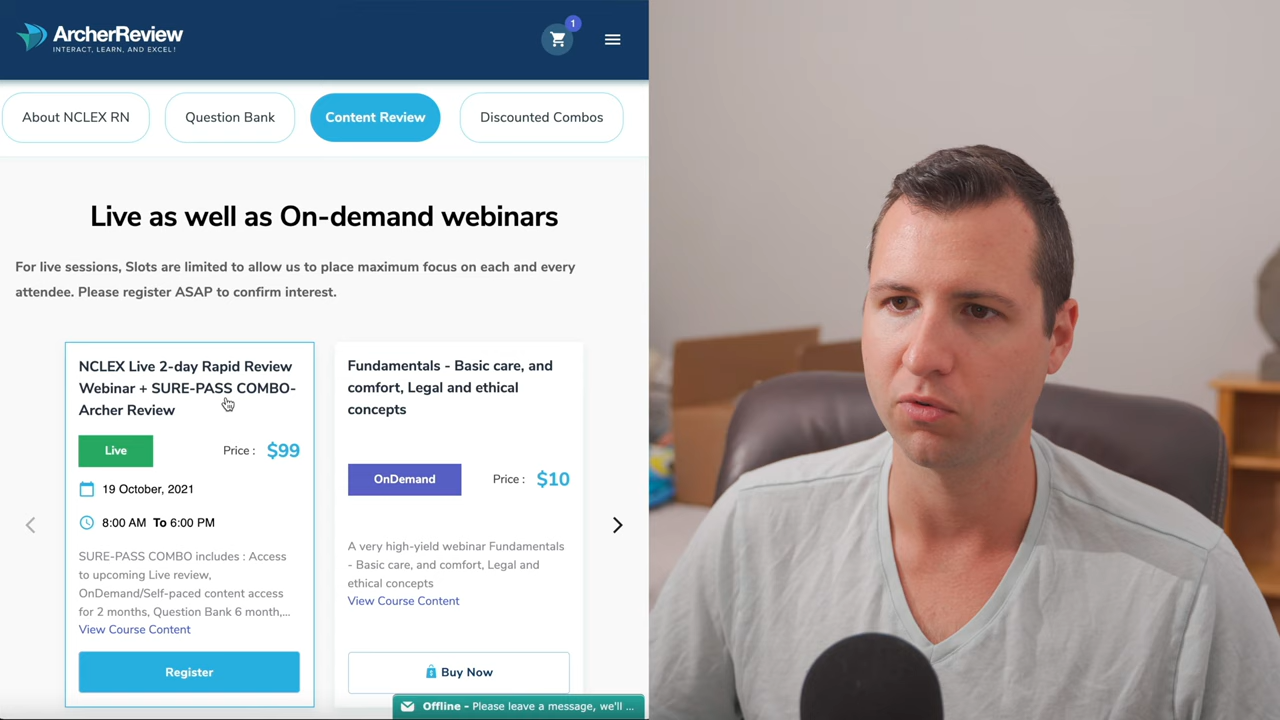 ArcherReview
INTERACT, LEARN, AND EXCEL!
1
About NCLEX RN
Question Bank
Content Review
Discounted Combos
Live as well as On-demand webinars
For live sessions, Slots are limited to allow us to place maximum focus on each and every
attendee. Please register ASAP to confirm interest.
NCLEX Live 2-day Rapid Review
Webinar + SURE-PASS COMBO-
Archer Review
Live
Price : $99
19 October, 2021
8:00 AM To 6:00 PM
SURE-PASS COMBO includes : Access
to upcoming Live review,
OnDemand/Self-paced content access
for 2 months, Question Bank 6 month,...
View Course Content
Register
Fundamentals - Basic care, and
comfort, Legal and ethical
concepts
OnDemand
Price : $10
A very high-yield webinar Fundamentals
- Basic care, and comfort, Legal and
ethical concepts
View Course Content
Buy Now
Offline - Please leave a message, we'll ...